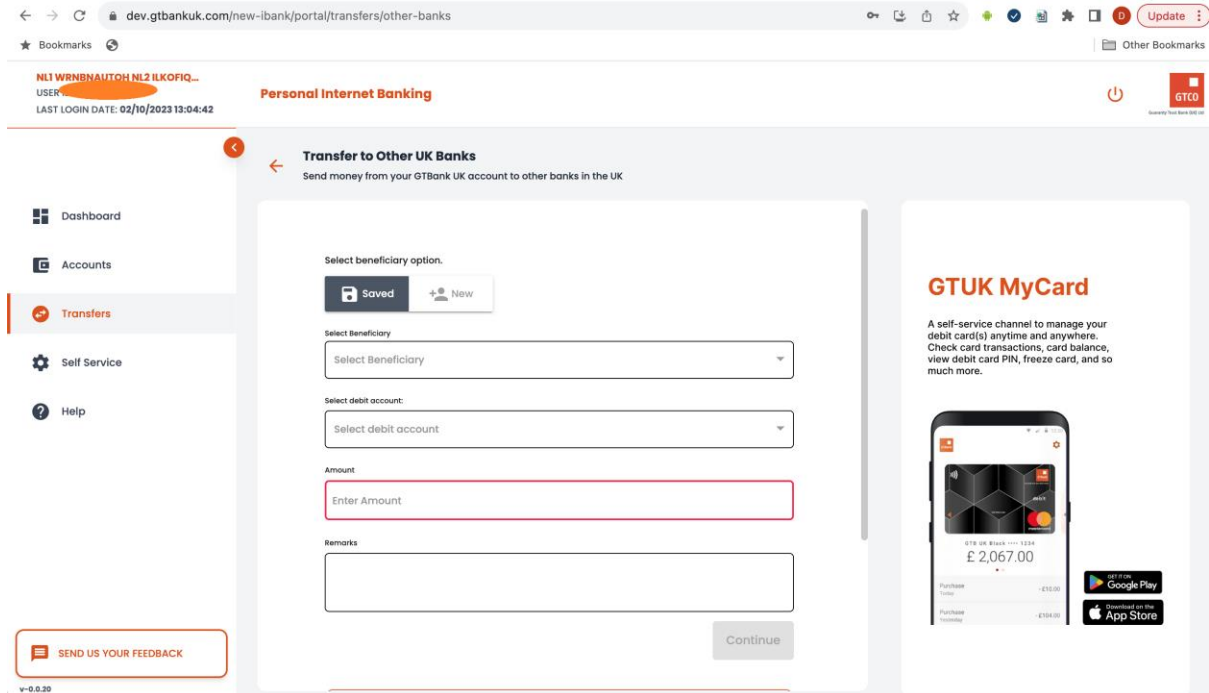 dev.gtbankuk.com/new-ibank/portal/transfers/other-banks
D
Update
Bookmarks
Other Bookmarks
NL1 WRNBNAUTOH NL2 ILKOFIQ...
USER
LAST LOGIN DATE: 02/10/2023 13:04:42
Personal Internet Banking
GTCO
Transfer to Other UK Banks
Send money from your GTBank UK account to other banks in the UK
Dashboard
Accounts
Transfers
Self Service
Help
SEND US YOUR FEEDBACK
v-0.0.20
Select beneficiary option.
Saved
New
Select Beneficiary
Select Beneficiary
Select debit account:
Select debit account
Amount
Enter Amount
Remarks
Continue
GTUK MyCard
A self-service channel to manage your
debit card(s) anytime and anywhere.
Check card transactions, card balance,
view debit card PIN, freeze card, and so
much more.
debit
GTB UK Black •••• 1234
£ 2,067.00
Purchase
Today
-£10.00
Purchase
Yesterday
-£104.00
GET IT ON
Google Play
Download on the
App Store